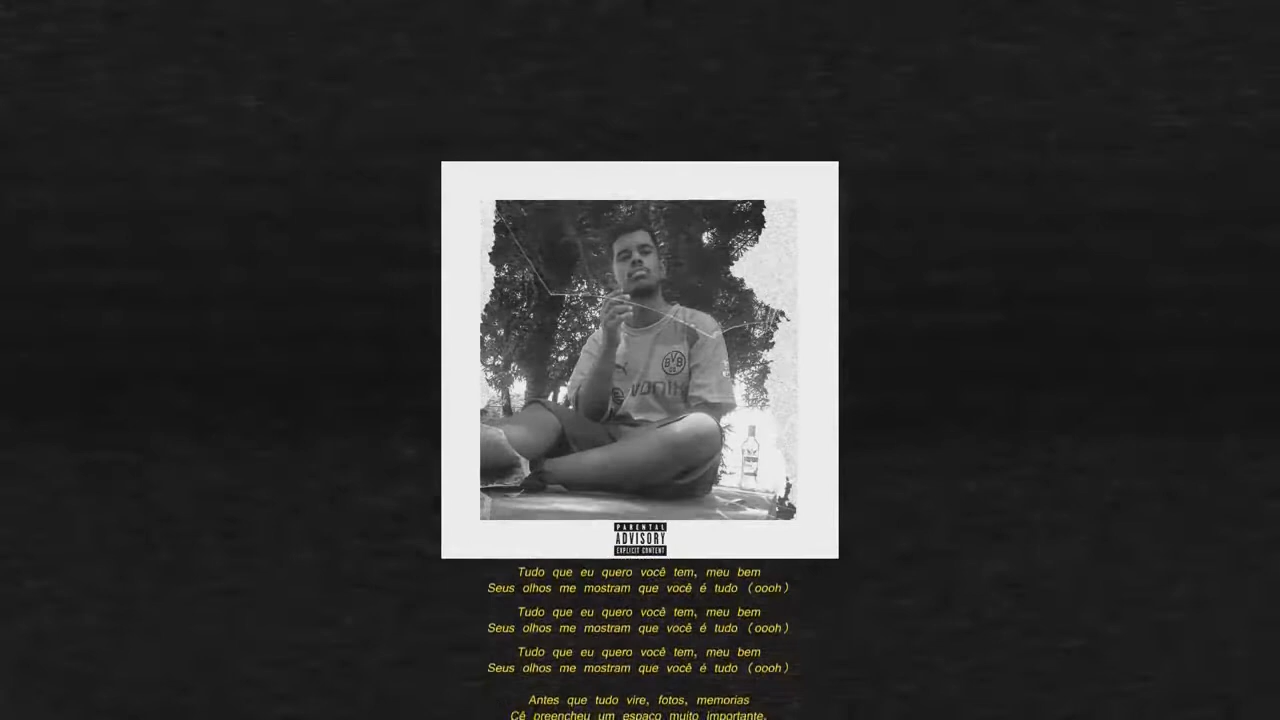 BVB
09
VONIK
PARENTAL
ADVISORY
EXPLICIT CONTENT
Tudo que eu quero você tem, meu bem
Seus olhos me mostram que você é tudo (oooh)
Tudo que eu quero você tem, meu bem
Seus olhos me mostram que você é tudo (oooh)
Tudo que eu quero você tem, meu bem
Seus olhos me mostram que você é tudo (oooh)
Antes que tudo vire, fotos, memorias
Cê preencheu um espaço muito importante,